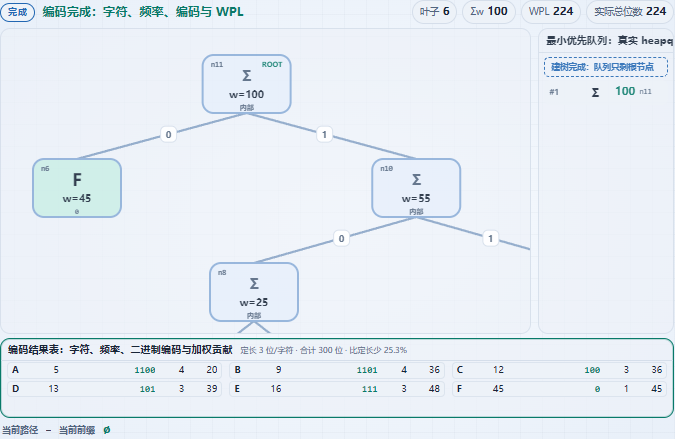 完成 编码完成：字符、频率、编码与 WPL 叶子 6 Σw 100 WPL 224 实际总位数 224
最小优先队列：真实 heapq
建树完成：队列只剩根节点
#1 Σ 100 n11
n11 ROOT
Σ
w=100
内部
0 1
n6
F
w=45
0
n10
Σ
w=55
内部
0 1
n8
Σ
w=25
内部
编码结果表：字符、频率、二进制编码与加权贡献 定长 3 位/字符 · 合计 300 位 · 比定长少 25.3%
A 5 1100 4 20 B 9 1101 4 36 C 12 100 3 36
D 13 101 3 39 E 16 111 3 48 F 45 0 1 45
当前路径 – 当前前缀 ∅